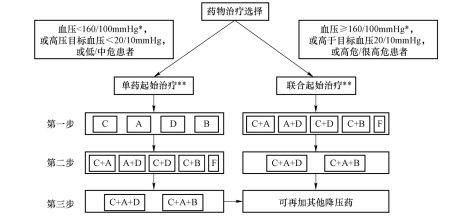 药物治疗选择
血压<160/100mmHg*,
或高压目标血压<20/10mmHg,
或低/中危患者
血压≥160/100mmHg*,
或高于目标血压20/10mmHg,
或高危/很高危患者
单药起始治疗**
联合起始治疗**
第一步 C A D B C+A A+D C+D C+B F
第二步 C+A A+D C+D C+B F C+A+D C+A+B
第三步 C+A+D C+A+B 可再加其他降压药